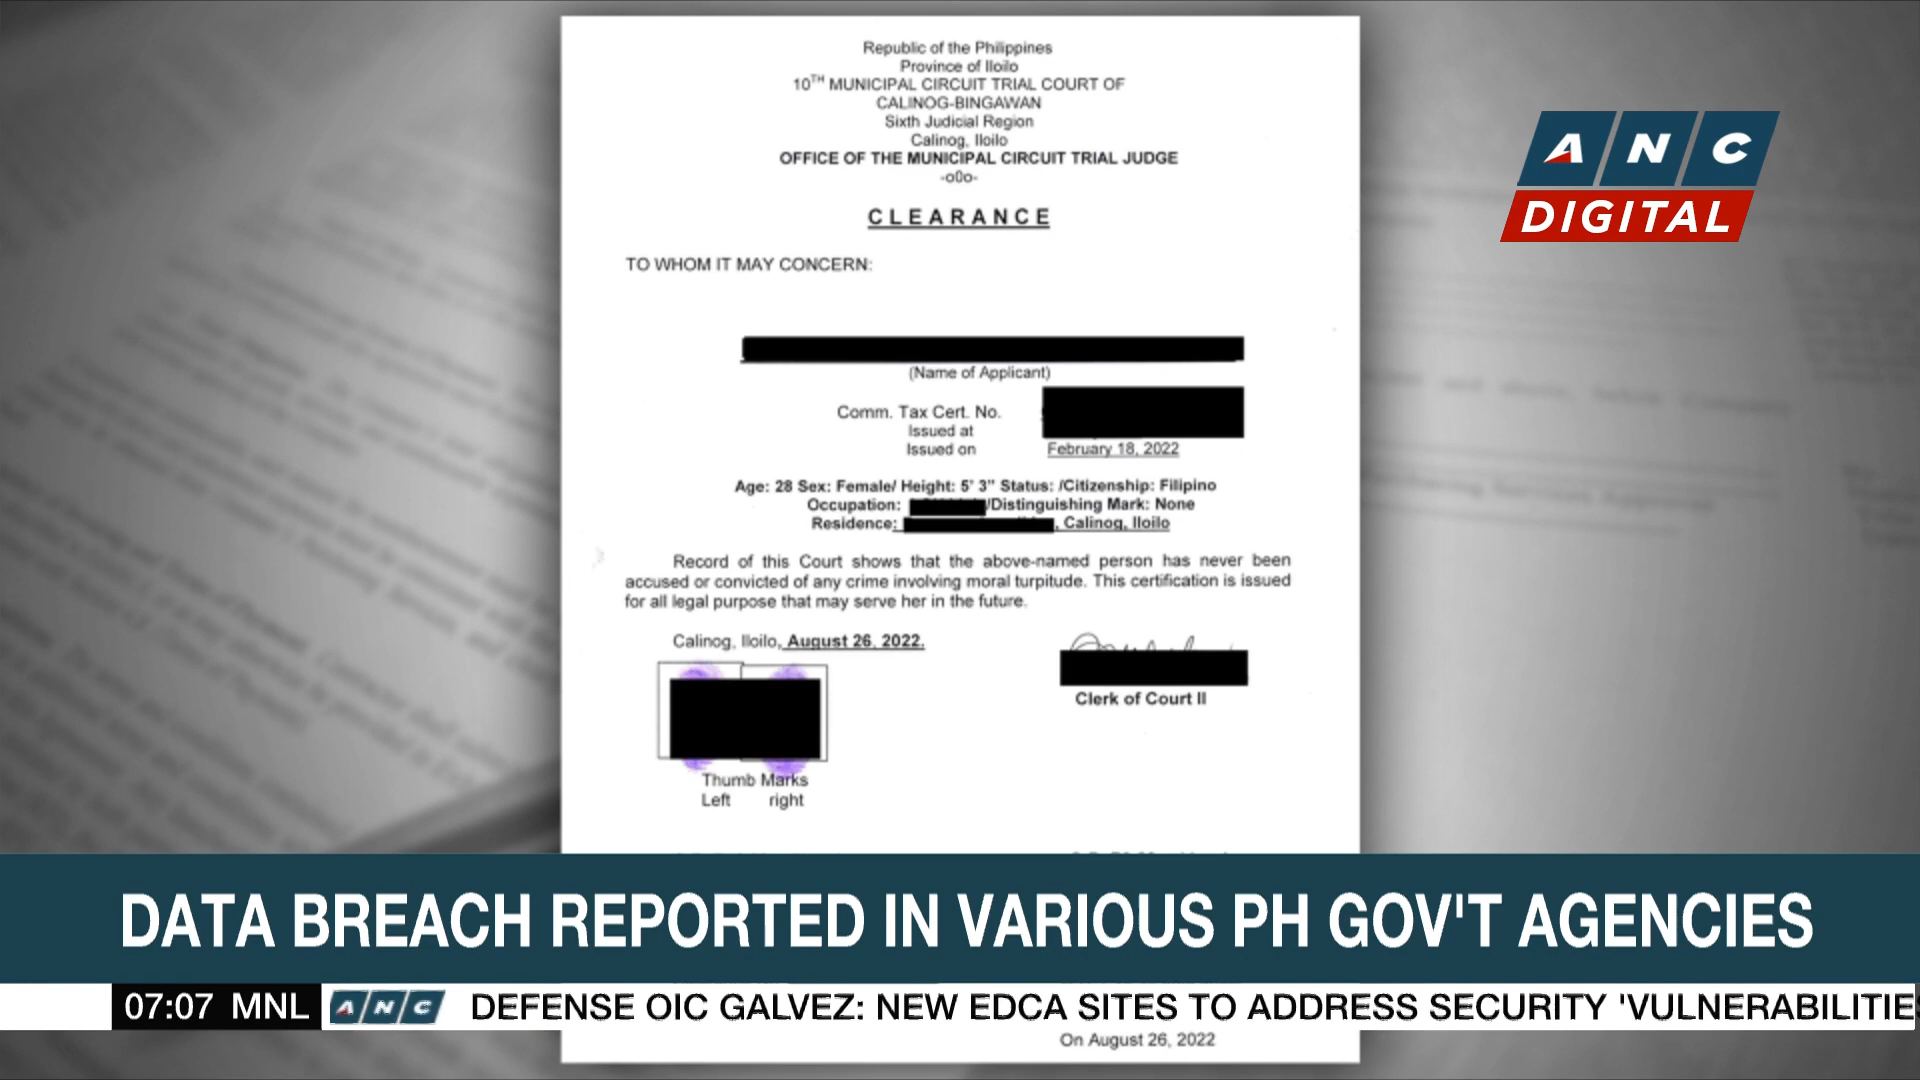 Republic of the Philippines
Province of Iloilo
10TH MUNICIPAL CIRCUIT TRIAL COURT OF
CALINOG-BINGAWAN
Sixth Judicial Region
Calinog, Iloilo
OFFICE OF THE MUNICIPAL CIRCUIT TRIAL JUDGE
-o0o-
CLEARANCE
TO WHOM IT MAY CONCERN:
(Name of Applicant)
Comm. Tax Cert. No.
Issued at
Issued on February 18, 2022
Age: 28 Sex: Female/ Height: 5' 3" Status: /Citizenship: Filipino
Occupation: /Distinguishing Mark: None
Residence: , Calinog, Iloilo
Record of this Court shows that the above-named person has never been
accused or convicted of any crime involving moral turpitude. This certification is issued
for all legal purpose that may serve her in the future.
Calinog, Iloilo, August 26, 2022.
Clerk of Court II
Thumb Marks
Left right
ANC
DIGITAL
DATA BREACH REPORTED IN VARIOUS PH GOV'T AGENCIES
07:07 MNL ANC DEFENSE OIC GALVEZ: NEW EDCA SITES TO ADDRESS SECURITY 'VULNERABILITIES
On August 26, 2022